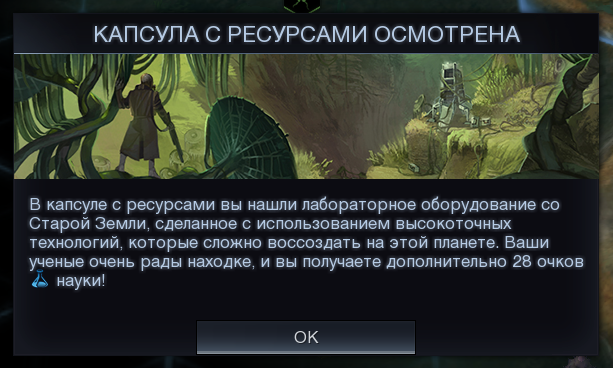 КАПСУЛА С РЕСУРСАМИ ОСМОТРЕНА
В капсуле с ресурсами вы нашли лабораторное оборудование со
Старой Земли, сделанное с использованием высокоточных
технологий, которые сложно воссоздать на этой планете. Ваши
ученые очень рады находке, и вы получаете дополнительно 28 очков
науки!
ОК